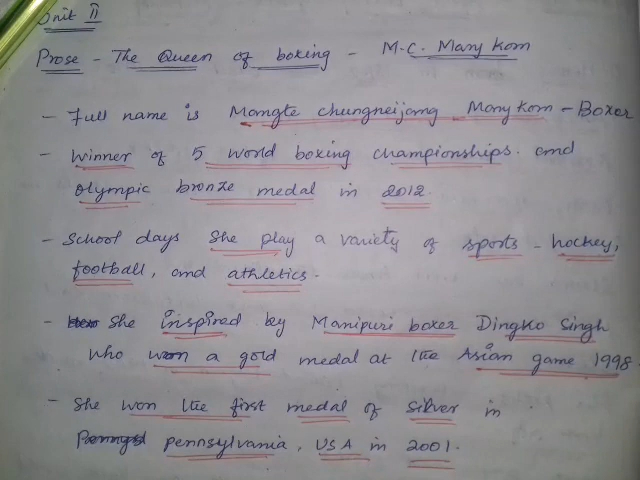 Unit II
Prose - The Queen of boxing - M.C. Mary Kom
- Full name is Mangte chungneijang Mary kom - Boxer
- Winner of 5 world boxing championships. and
olympic bronze medal in 2012.
- School days She play a variety of sports - hockey,
football, and athletics.
- She inspired by Manipuri boxer Dingko Singh
who won a gold medal at the Asian game 1998.
- She won the first medal of silver in
pennsylvania, USA in 2001.